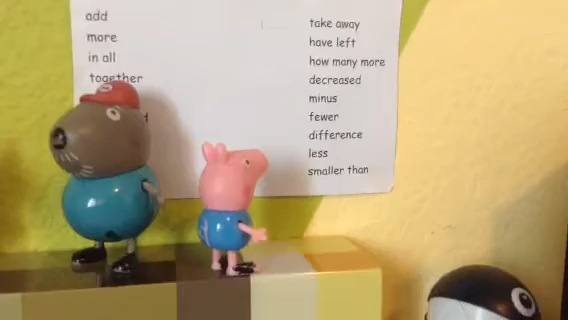 add
more
in all
together
take away
have left
how many more
decreased
minus
fewer
difference
less
smaller than